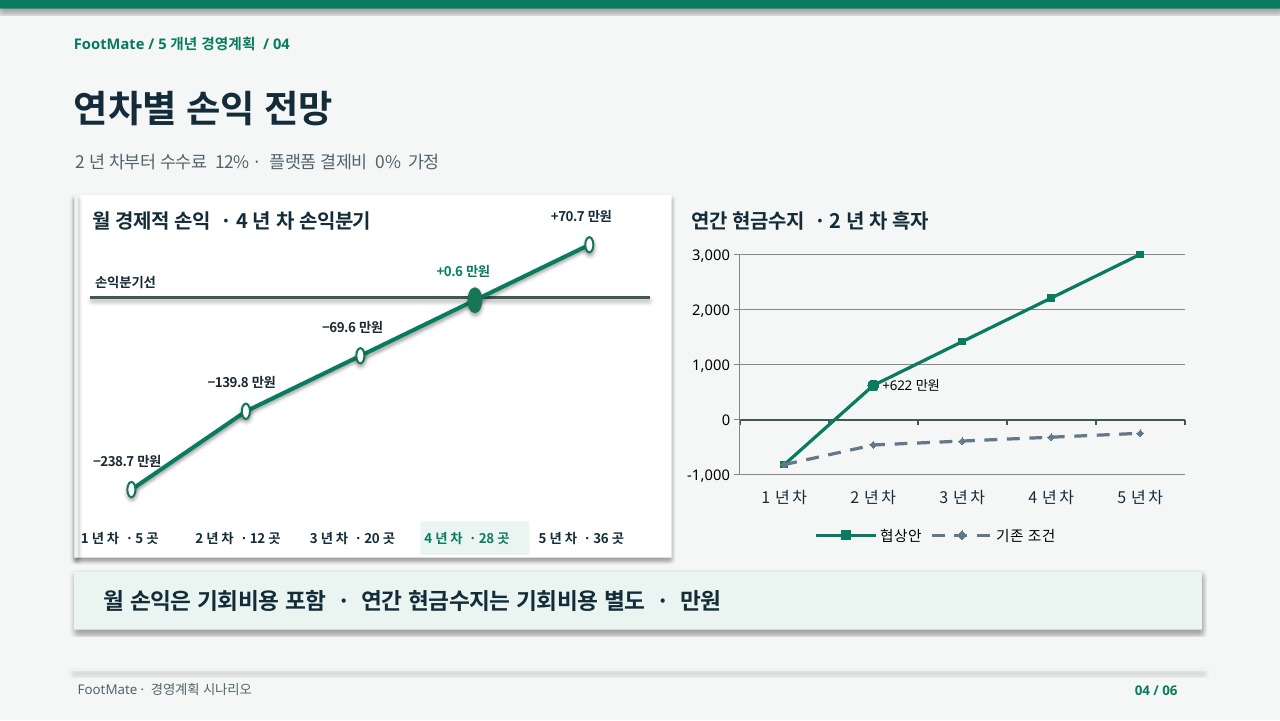 FootMate / 5 개년 경영계획 / 04
연차별 손익 전망
2 년 차부터 수수료 12% · 플랫폼 결제비 0% 가정
월 경제적 손익 · 4 년 차 손익분기
+70.7 만원
+0.6 만원
손익분기선
−69.6 만원
−139.8 만원
−238.7 만원
1 년 차 · 5 곳
2 년 차 · 12 곳
3 년 차 · 20 곳
4 년 차 · 28 곳
5 년 차 · 36 곳
연간 현금수지 · 2 년 차 흑자
3,000
2,000
1,000
0
-1,000
+622 만원
1 년 차
2 년 차
3 년 차
4 년 차
5 년 차
협상안
기존 조건
월 손익은 기회비용 포함 · 연간 현금수지는 기회비용 별도 · 만원
FootMate · 경영계획 시나리오
04 / 06